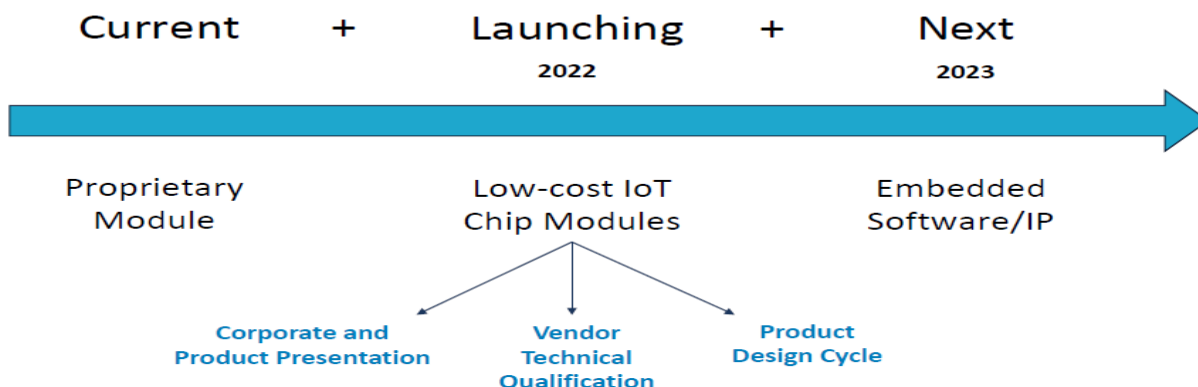 Current + Launching + Next
2022 2023
Proprietary Low-cost IoT Embedded
Module Chip Modules Software/IP
Corporate and Vendor Product
Product Presentation Technical Design Cycle
Qualification